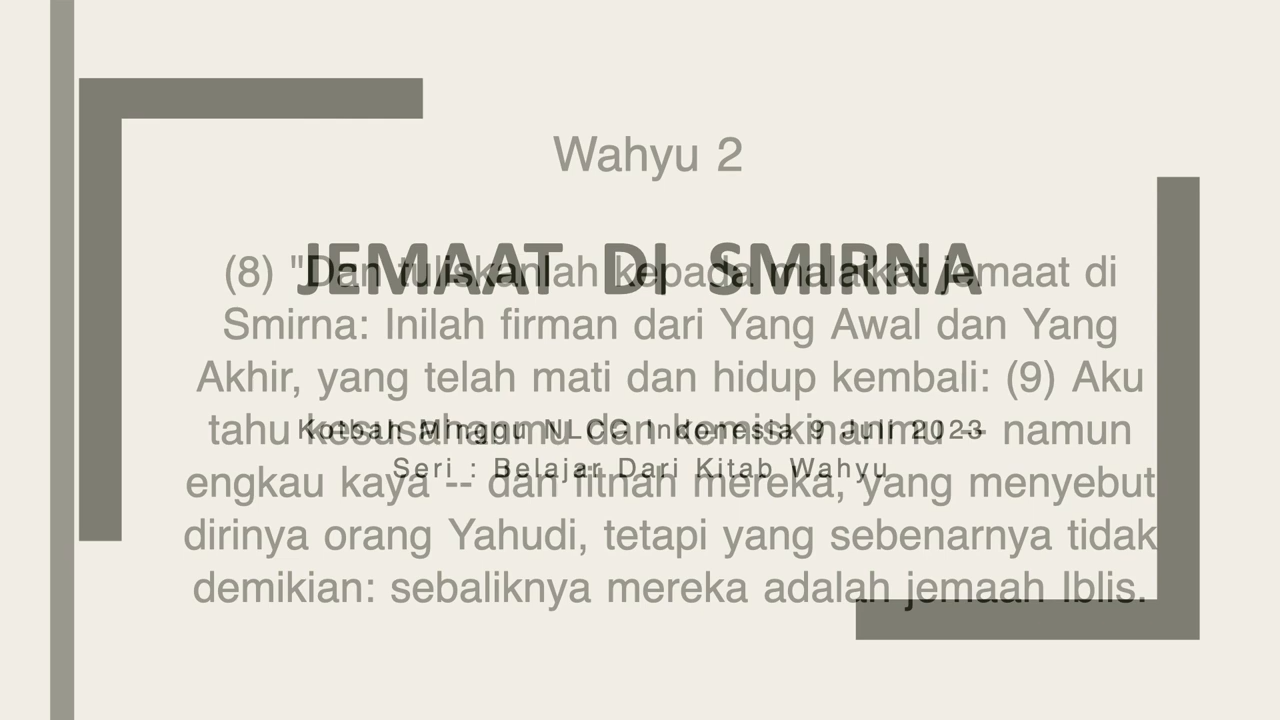 Wahyu 2
JEMAAT DI SMIRNA
(8) "Dan tuliskanlah kepada malaikat jemaat di
Smirna: Inilah firman dari Yang Awal dan Yang
Akhir, yang telah mati dan hidup kembali: (9) Aku
tahu kesusahanmu dan kemiskinanmu -- namun
Kotbah Minggu NLCC Indonesia 9 Juli 2023
Seri : Belajar Dari Kitab Wahyu
engkau kaya -- dan fitnah mereka, yang menyebut
dirinya orang Yahudi, tetapi yang sebenarnya tidak
demikian: sebaliknya mereka adalah jemaah Iblis.